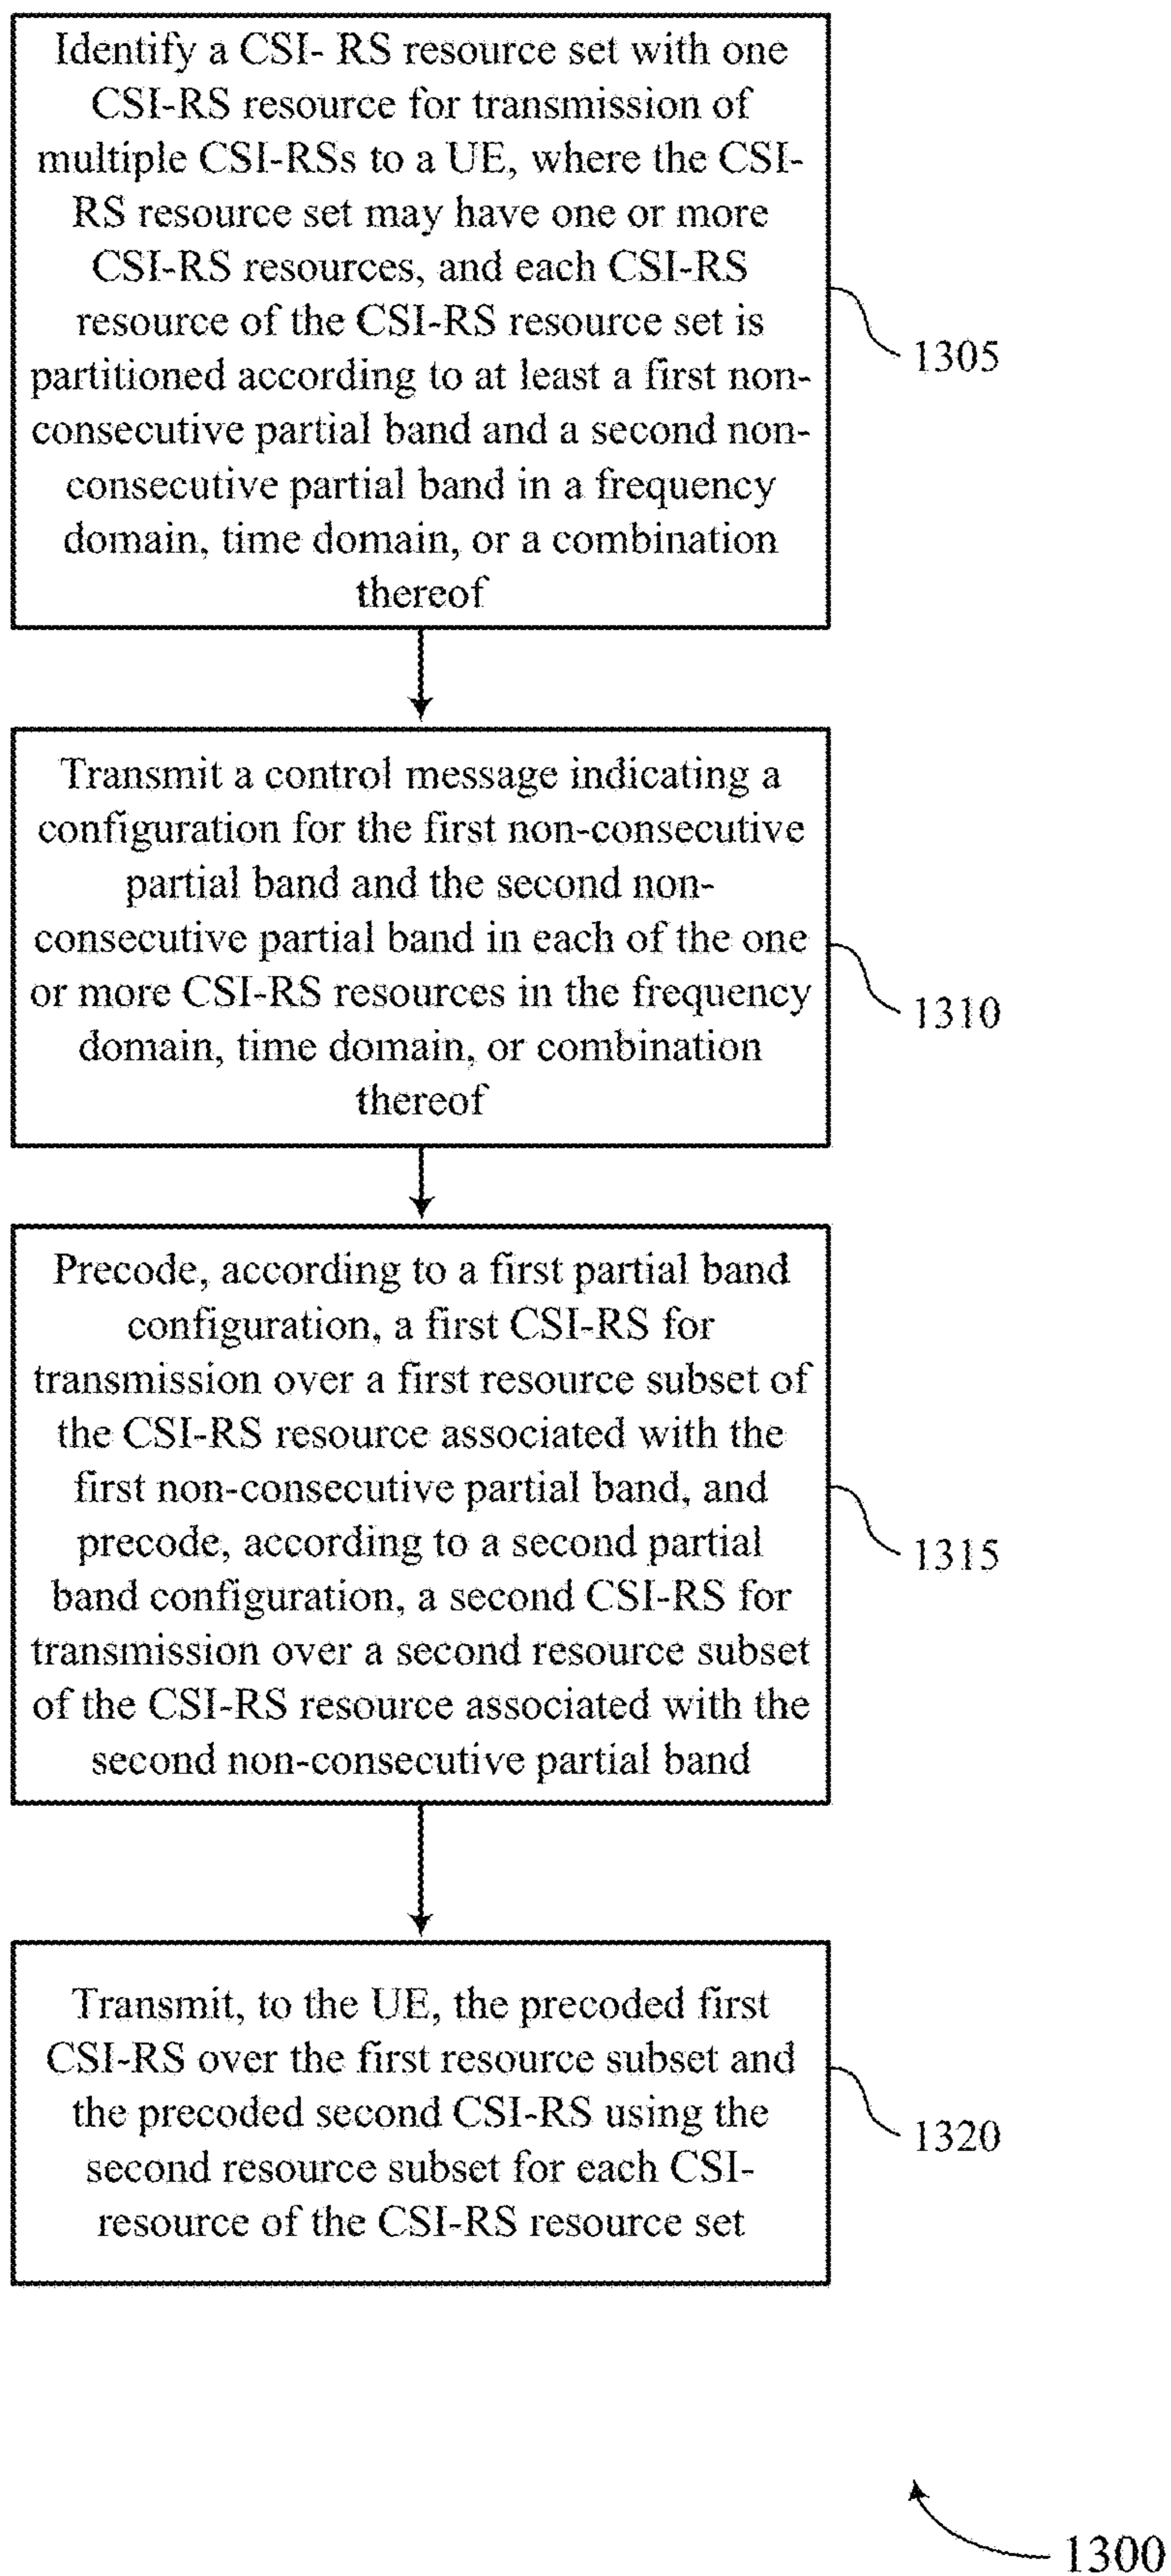 Identify a CSI- RS resource set with one
CSI-RS resource for transmission of
multiple CSI-RSs to a UE, where the CSI-
RS resource set may have one or more
CSI-RS resources, and each CSI-RS
resource of the CSI-RS resource set is
partitioned according to at least a first non-
consecutive partial band and a second non-
consecutive partial band in a frequency
domain, time domain, or a combination
thereof
1305
Transmit a control message indicating a
configuration for the first non-consecutive
partial band and the second non-
consecutive partial band in each of the one
or more CSI-RS resources in the frequency
domain, time domain, or combination
thereof
1310
Precode, according to a first partial band
configuration, a first CSI-RS for
transmission over a first resource subset of
the CSI-RS resource associated with the
first non-consecutive partial band, and
precode, according to a second partial
band configuration, a second CSI-RS for
transmission over a second resource subset
of the CSI-RS resource associated with the
second non-consecutive partial band
1315
Transmit, to the UE, the precoded first
CSI-RS over the first resource subset and
the precoded second CSI-RS using the
second resource subset for each CSI-
resource of the CSI-RS resource set
1320
1300